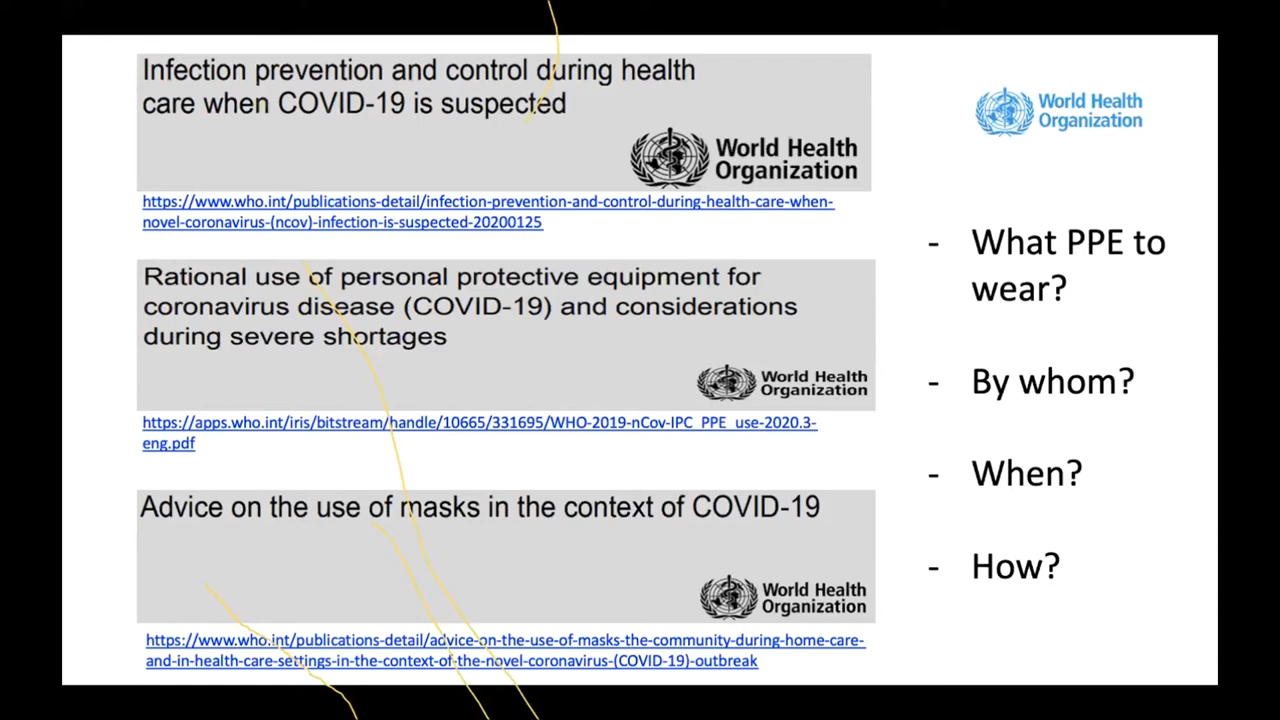 Infection prevention and control during health
care when COVID-19 is suspected
World Health
Organization
https://www.who.int/publications-detail/infection-prevention-and-control-during-health-care-when-
novel-coronavirus-(ncov)-infection-is-suspected-20200125
Rational use of personal protective equipment for
coronavirus disease (COVID-19) and considerations
during severe shortages
World Health
Organization
https://apps.who.int/iris/bitstream/handle/10665/331695/WHO-2019-nCov-IPC_PPE_use-2020.3-
eng.pdf
Advice on the use of masks in the context of COVID-19
World Health
Organization
https://www.who.int/publications-detail/advice-on-the-use-of-masks-the-community-during-home-care-
and-in-health-care-settings-in-the-context-of-the-novel-coronavirus-(COVID-19)-outbreak
World Health
Organization
- What PPE to
wear?
- By whom?
- When?
- How?